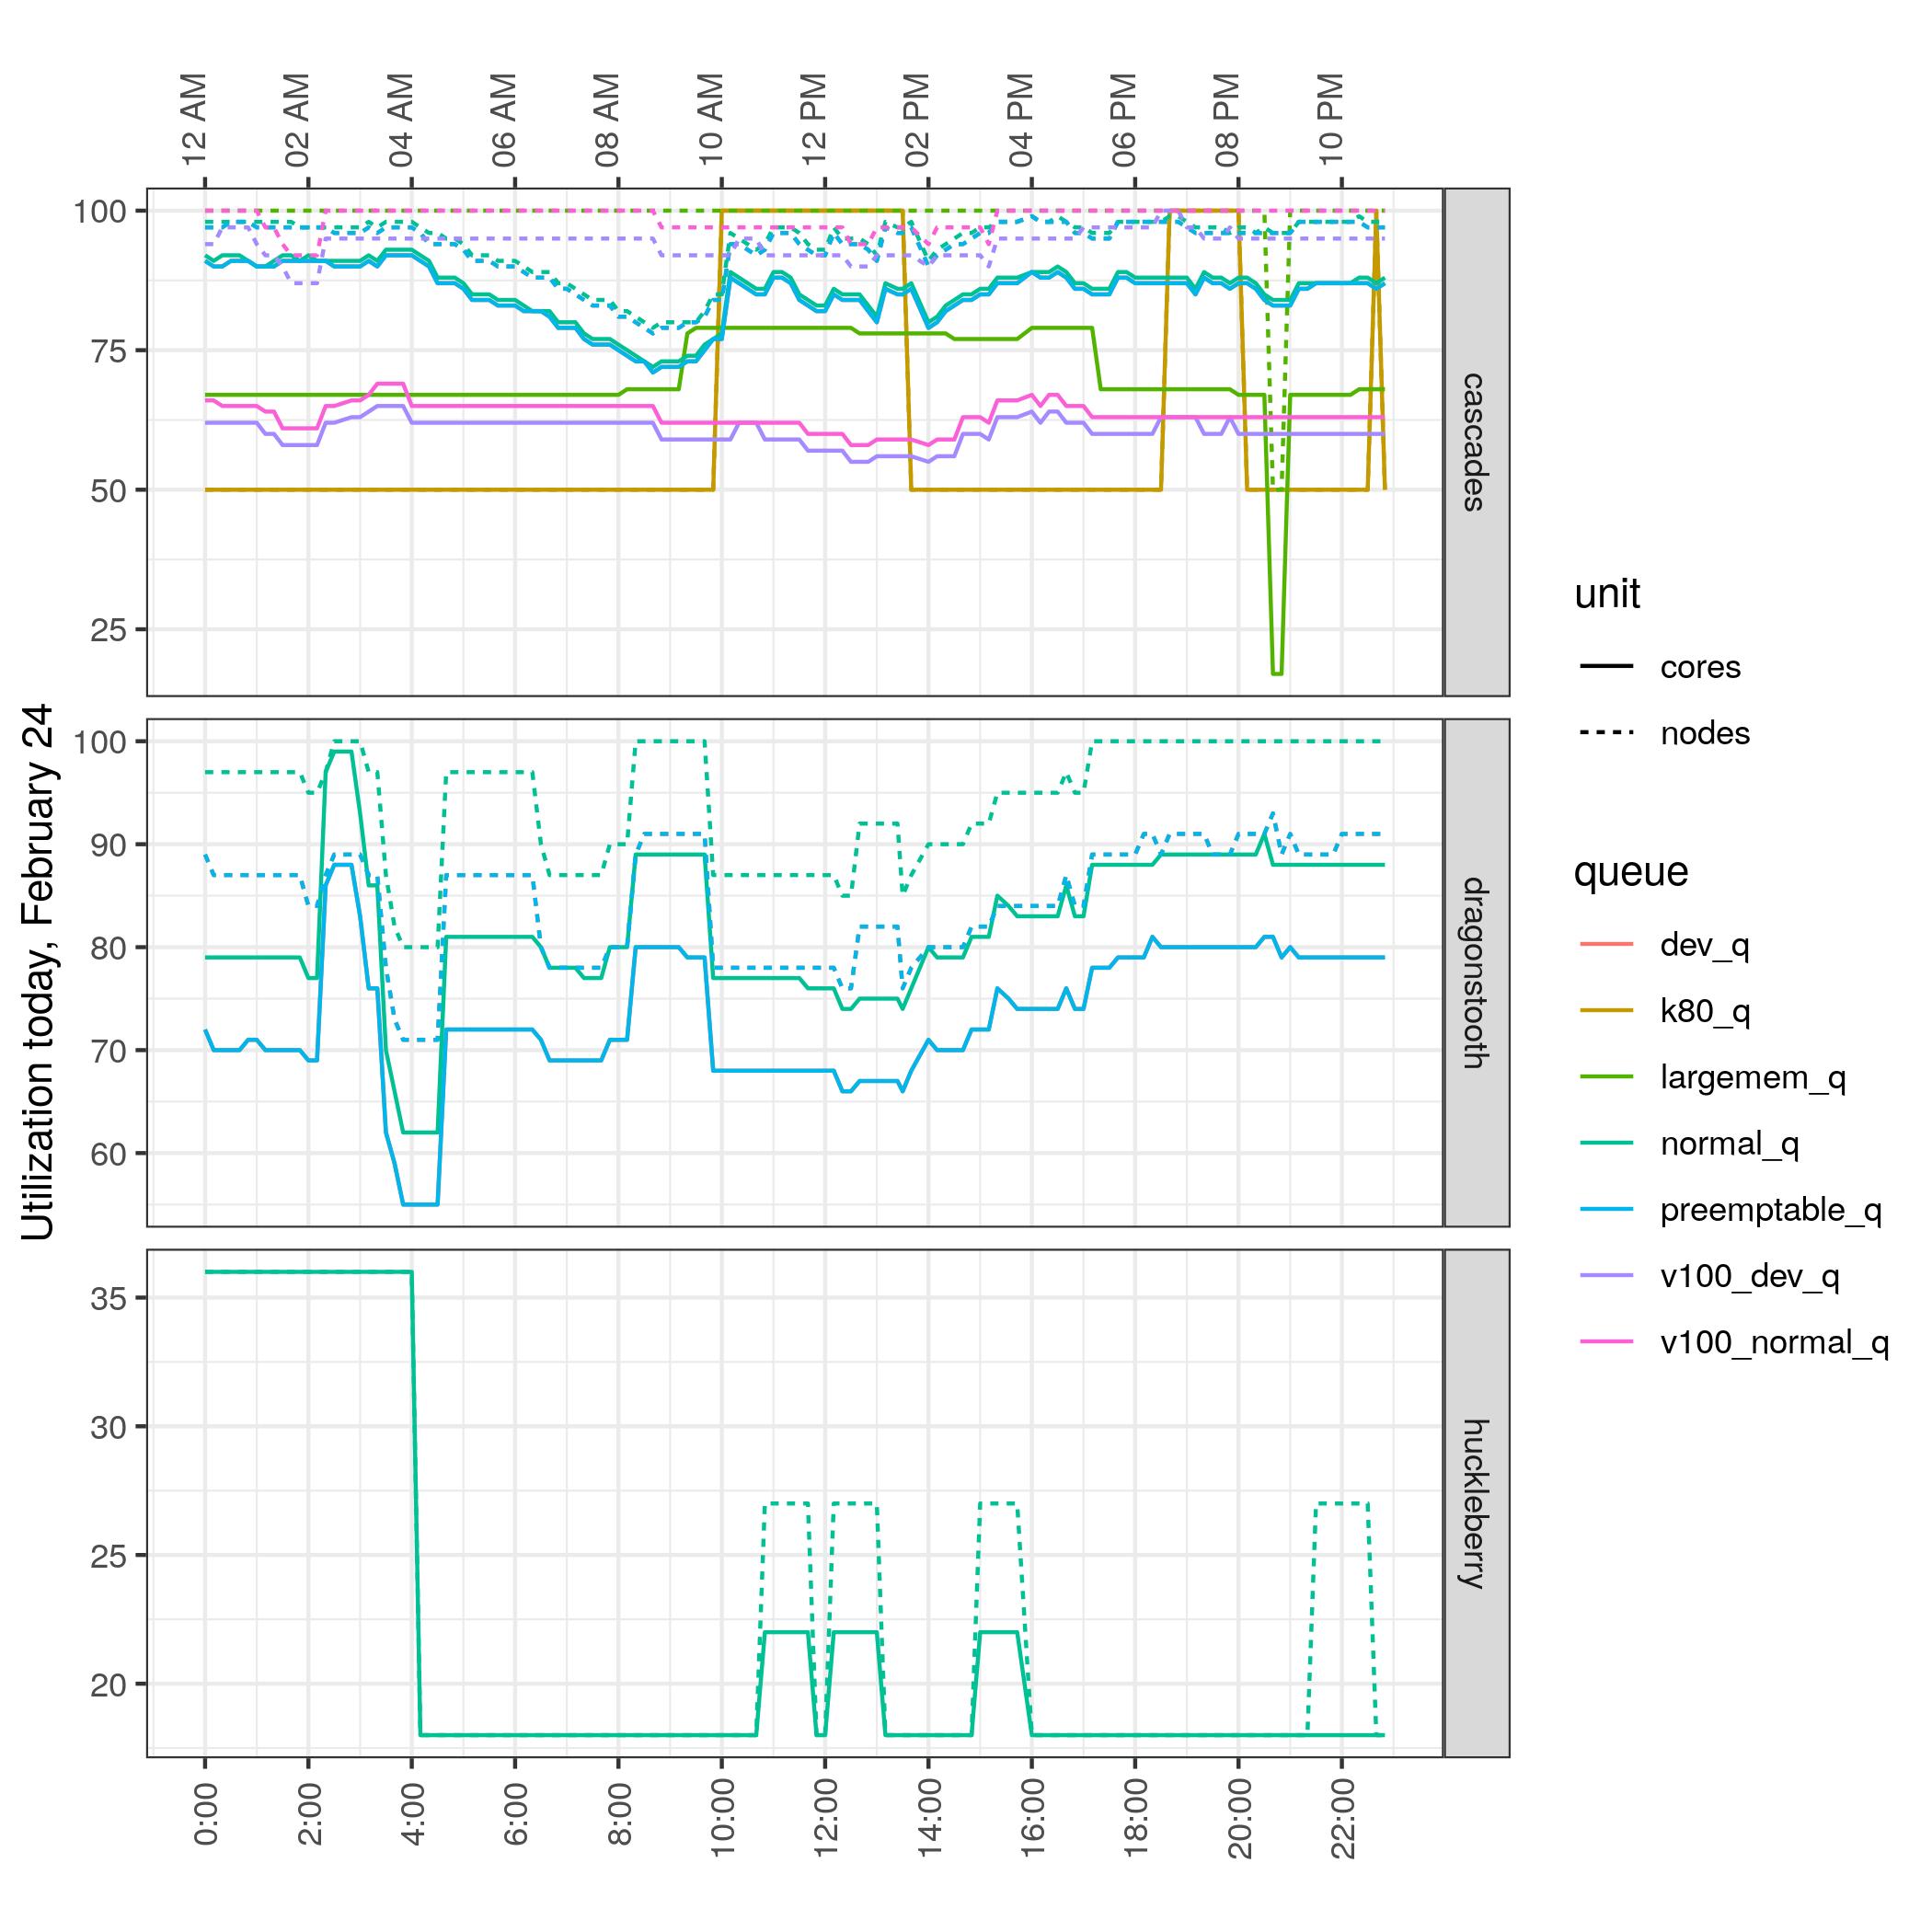 12 AM
02 AM
04 AM
06 AM
08 AM
10 AM
12 PM
02 PM
04 PM
06 PM
08 PM
10 PM
Utilization today, February 24
100
75
50
25
cascades
100
90
80
70
60
dragonstooth
35
30
25
20
huckleberry
0:00
2:00
4:00
6:00
8:00
10:00
12:00
14:00
16:00
18:00
20:00
22:00
unit
cores
nodes
queue
dev_q
k80_q
largemem_q
normal_q
preemptable_q
v100_dev_q
v100_normal_q